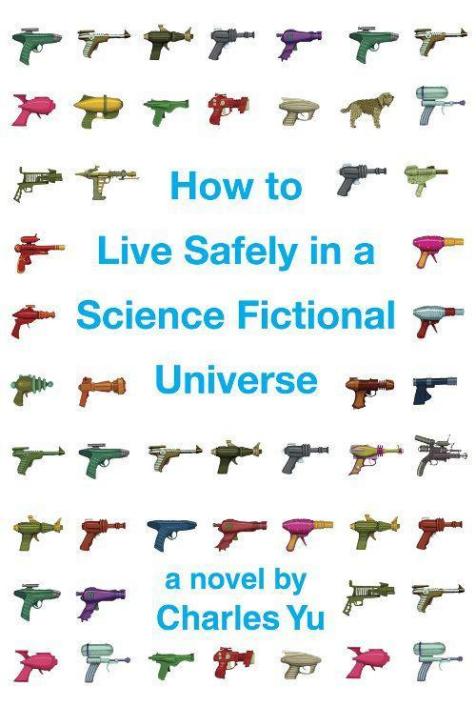 How to
Live Safely in a
Science Fictional
Universe
a novel by
Charles Yu